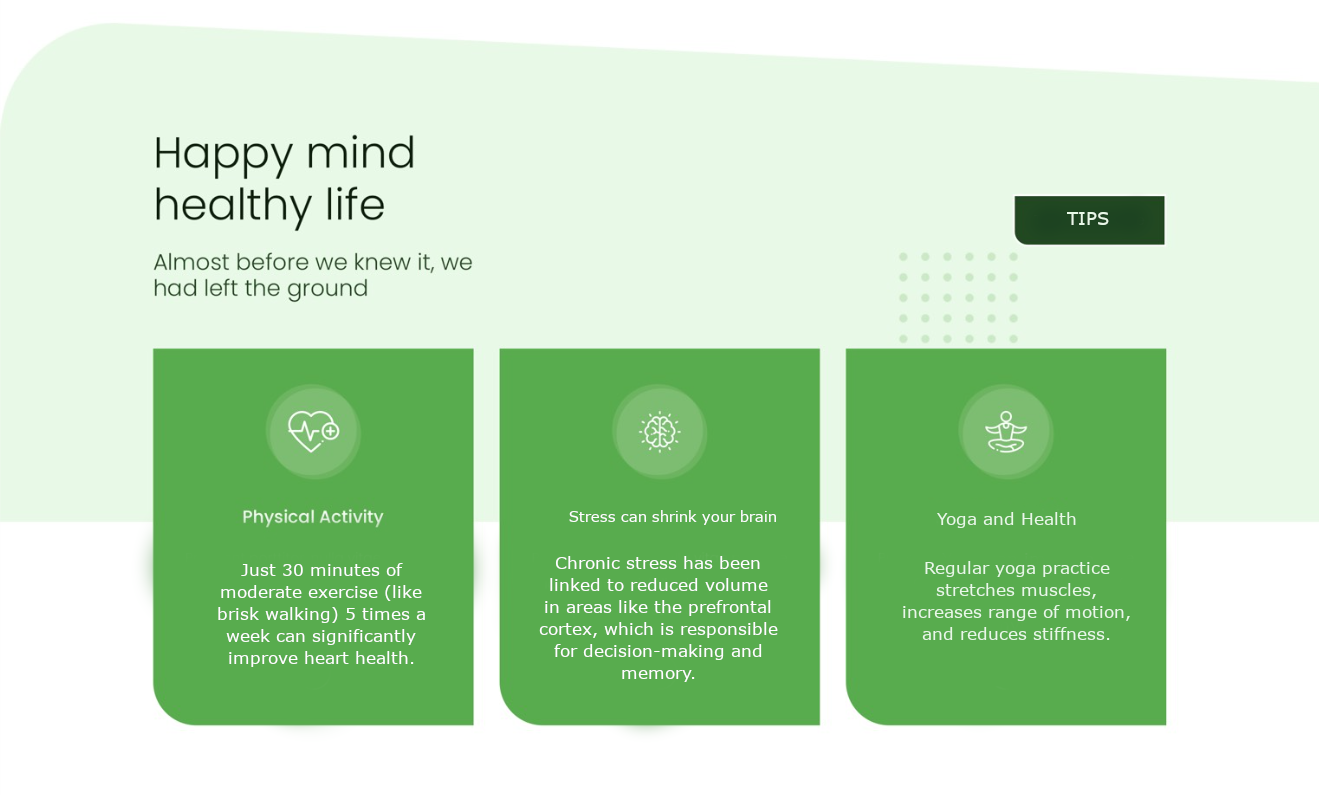 Happy mind
healthy life
Almost before we knew it, we
had left the ground
TIPS
Physical Activity
Just 30 minutes of
moderate exercise (like
brisk walking) 5 times a
week can significantly
improve heart health.
Stress can shrink your brain
Chronic stress has been
linked to reduced volume
in areas like the prefrontal
cortex, which is responsible
for decision-making and
memory.
Yoga and Health
Regular yoga practice
stretches muscles,
increases range of motion,
and reduces stiffness.